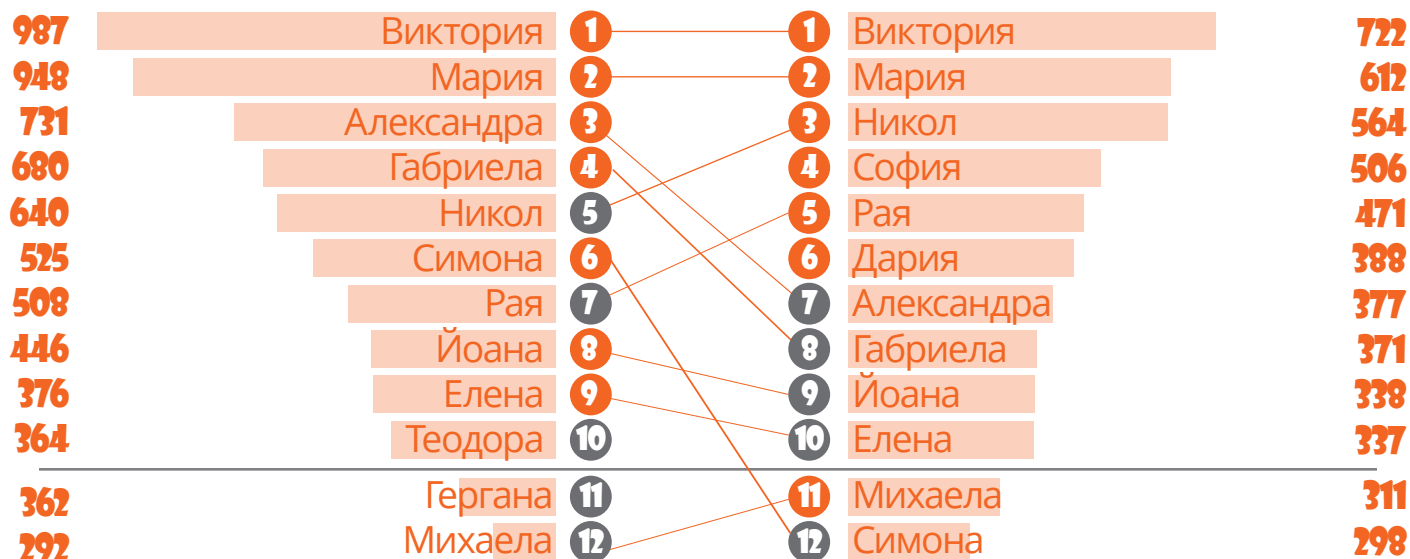 987 Виктория 1 1 Виктория 722
948 Мария 2 2 Мария 612
731 Александра 3 3 Никол 564
680 Габриела 4 4 София 506
640 Никол 5 5 Рая 471
525 Симона 6 6 Дария 388
508 Рая 7 7 Александра 377
446 Йоана 8 8 Габриела 371
376 Елена 9 9 Йоана 338
364 Теодора 10 10 Елена 337
362 Гергана 11 11 Михаела 311
292 Михаела 12 12 Симона 298